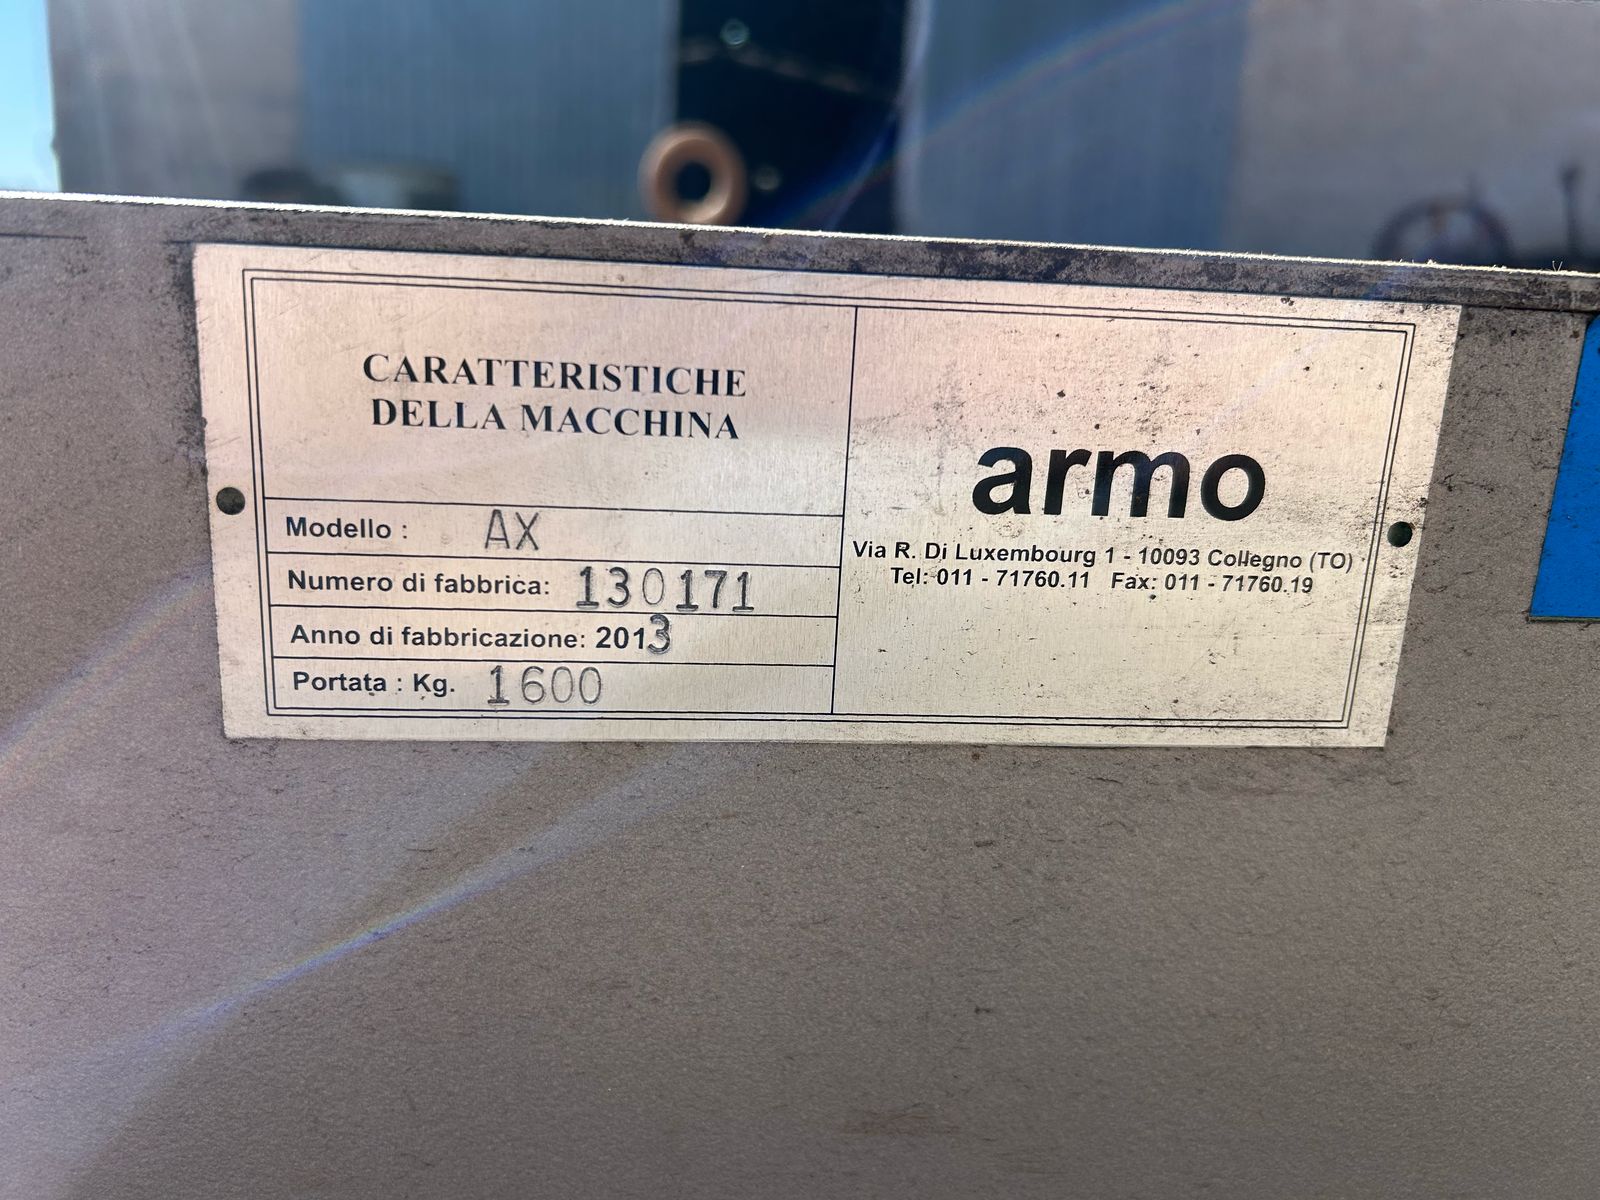 CARATTERISTICHE
DELLA MACCHINA
Modello : AX
Numero di fabbrica: 130171
Anno di fabbricazione: 2013
Portata : Kg. 1600
armo
Via R. Di Luxembourg 1 - 10093 Collegno (TO)
Tel: 011 - 71760.11 Fax: 011 - 71760.19